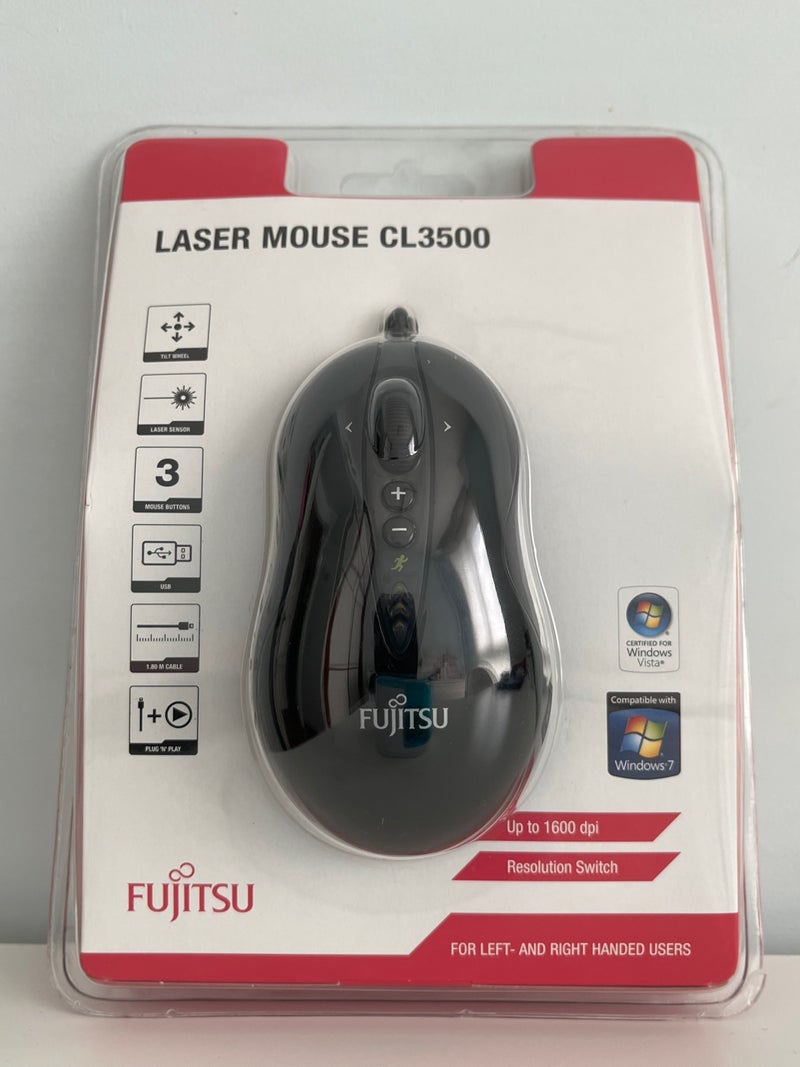 LASER MOUSE CL3500
TILT WHEEL
LASER SENSOR
3
MOUSE BUTTONS
USB
1.80 M CABLE
+
PLUG 'N' PLAY
< >
+
−
FUJITSU
CERTIFIED FOR
Windows
Vista®
Compatible with
Windows® 7
Up to 1600 dpi
Resolution Switch
FUJITSU
FOR LEFT- AND RIGHT HANDED USERS